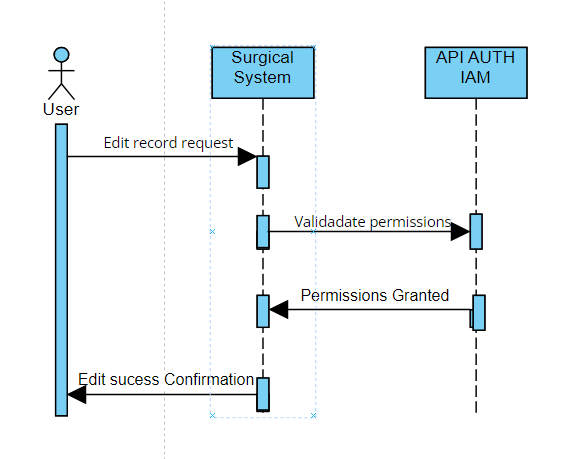 Surgical
System
API AUTH
IAM
User
Edit record request
Validadate permissions
Permissions Granted
Edit sucess Confirmation